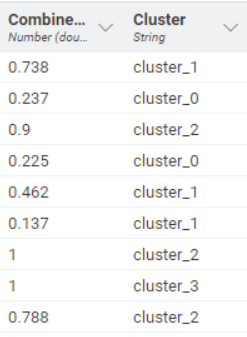 Combine... Cluster
Number (dou... String
0.738 cluster_1
0.237 cluster_0
0.9 cluster_2
0.225 cluster_0
0.462 cluster_1
0.137 cluster_1
1 cluster_2
1 cluster_3
0.788 cluster_2